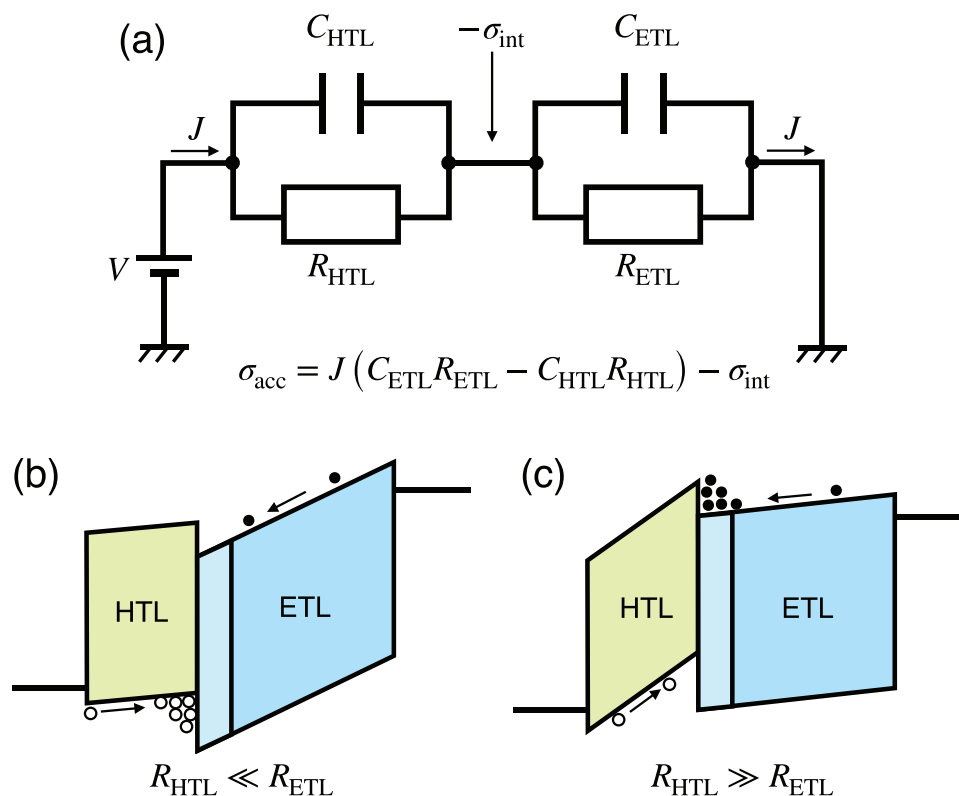 (a)
C_HTL
−σ_int
C_ETL
J
J
V
R_HTL
R_ETL
σ_acc = J (C_ETL R_ETL − C_HTL R_HTL) − σ_int
(b)
(c)
HTL
ETL
HTL
ETL
R_HTL ≪ R_ETL
R_HTL ≫ R_ETL